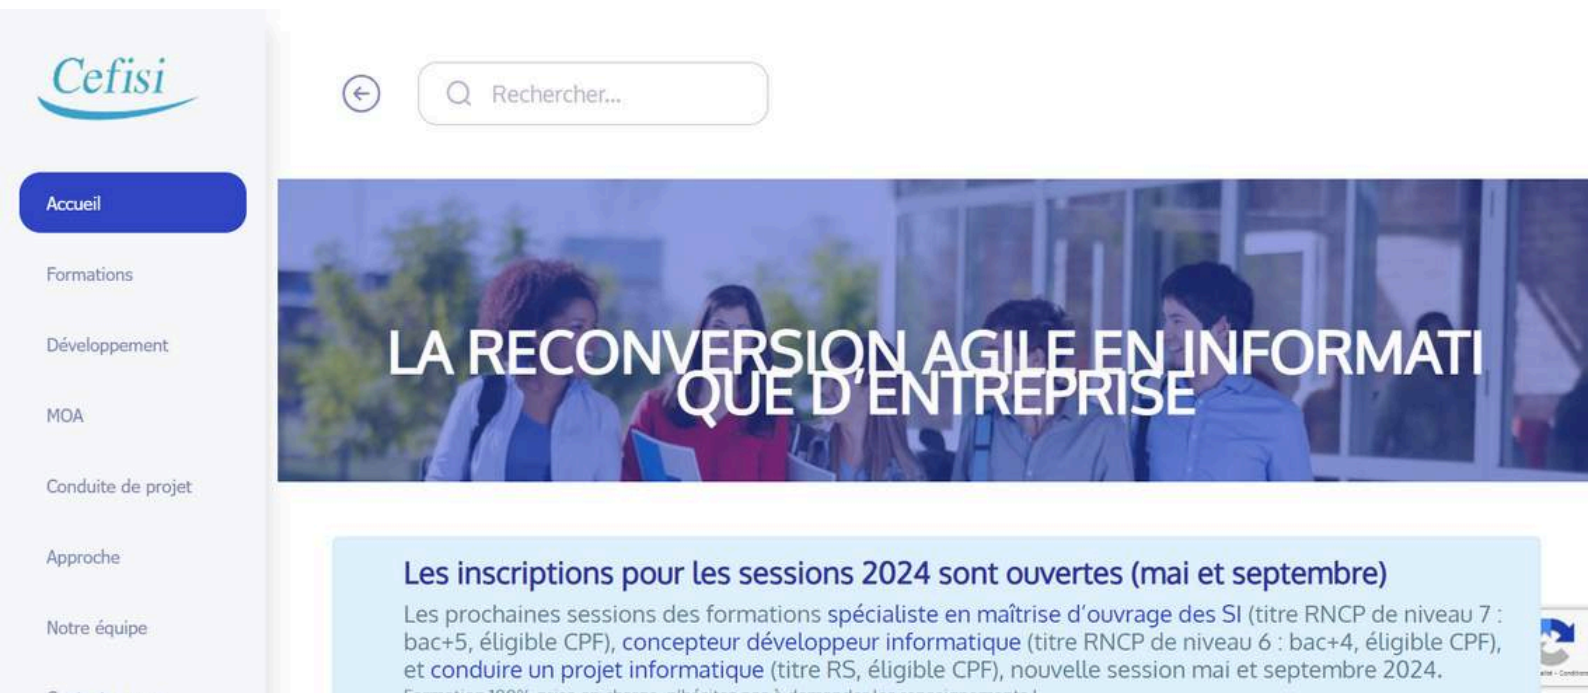 Cefisi
Rechercher...
Accueil
Formations
Développement
MOA
Conduite de projet
Approche
Notre équipe
LA RECONVERSION AGILE EN INFORMATI
QUE D'ENTREPRISE
Les inscriptions pour les sessions 2024 sont ouvertes (mai et septembre)
Les prochaines sessions des formations spécialiste en maîtrise d'ouvrage des SI (titre RNCP de niveau 7 :
bac+5, éligible CPF), concepteur développeur informatique (titre RNCP de niveau 6 : bac+4, éligible CPF),
et conduire un projet informatique (titre RS, éligible CPF), nouvelle session mai et septembre 2024.